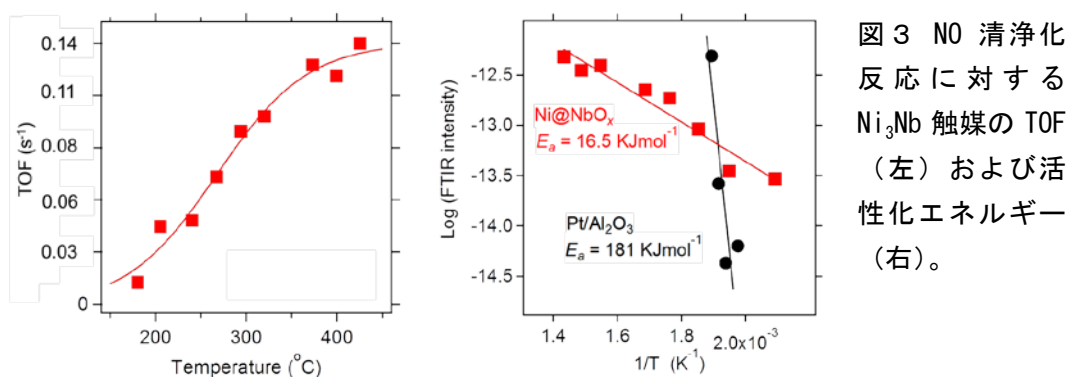 0.14
0.11
0.08
0.06
0.03
0
TOF (s⁻¹)
200
300
400
Temperature (°C)
-12.5
-13.0
-13.5
-14.0
-14.5
Log (FTIR intensity)
Ni@NbOₓ
Eₐ = 16.5 KJmol⁻¹
Pt/Al₂O₃
Eₐ = 181 KJmol⁻¹
1.4
1.6
1.8
2.0x10⁻³
1/T (K⁻¹)
図3 NO 清浄化
反応に対する
Ni₃Nb 触媒の TOF
(左)および活
性化エネルギー
(右)。